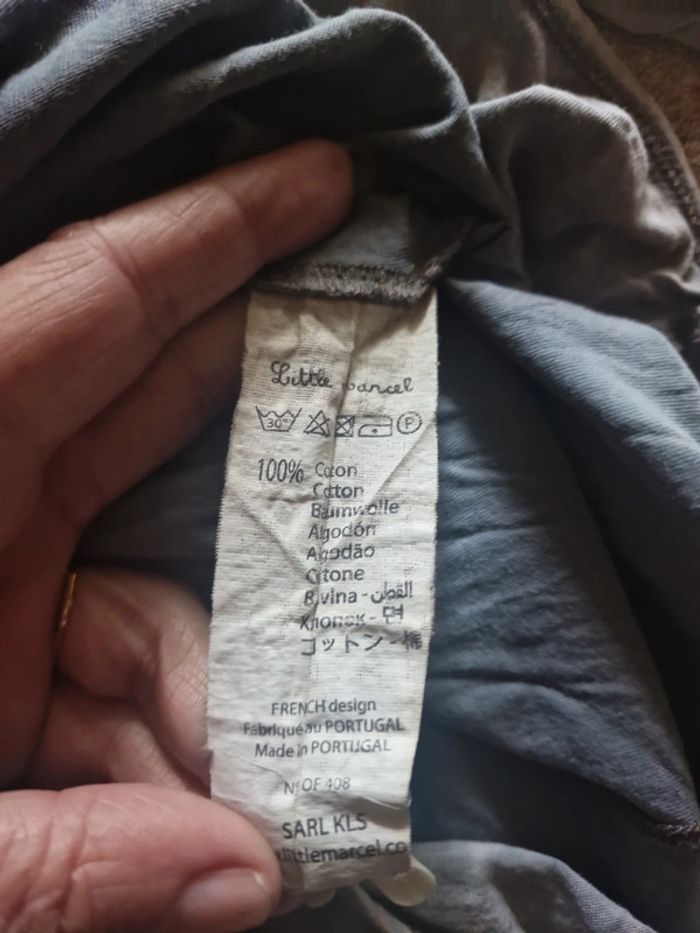 Little Marcel
30°
P
100% Coton
Cotton
Baumwolle
Algodón
Algodão
Cotone
Bavlna - القطن
Хлопок - 면
コットン - 棉
FRENCH design
Fabriqué au PORTUGAL
Made in PORTUGAL
N° OF 408
SARL KLS
littlemarcel.co